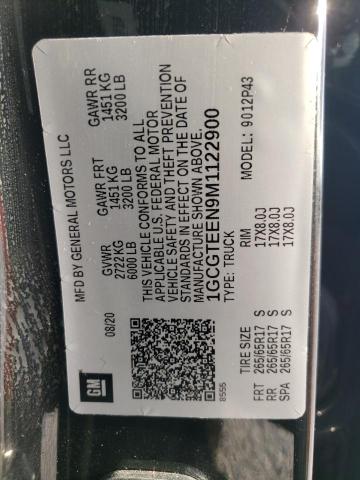 MFD BY GENERAL MOTORS LLC
08/20
GVWR
2722 KG
6000 LB
GAWR FRT
1451 KG
3200 LB
GAWR RR
1451 KG
3200 LB
THIS VEHICLE CONFORMS TO ALL
APPLICABLE U.S. FEDERAL MOTOR
VEHICLE SAFETY AND THEFT PREVENTION
STANDARDS IN EFFECT ON THE DATE OF
MANUFACTURE SHOWN ABOVE.
1GCGTEEN9M1122900
TYPE: TRUCK
MODEL: 9012P43
GM
8555
TIRE SIZE RIM
FRT 265/65R17 S 17X8.0J
RR 265/65R17 S 17X8.0J
SPA 265/65R17 S 17X8.0J